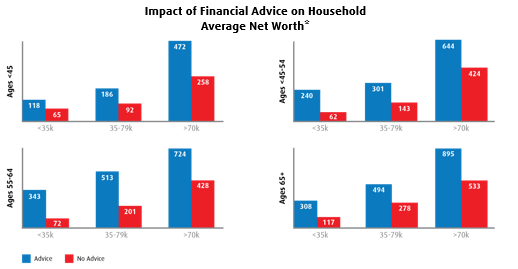 Impact of Financial Advice on Household
Average Net Worth*
Ages <45
118
65
186
92
472
258
<35k
35-79k
>70k
Ages <45-54
240
62
301
143
644
424
<35k
35-79k
>70k
Ages 55-64
343
72
513
201
724
428
<35k
35-79k
>70k
Ages 65+
308
117
494
278
895
533
<35k
35-79k
>70k
Advice
No Advice